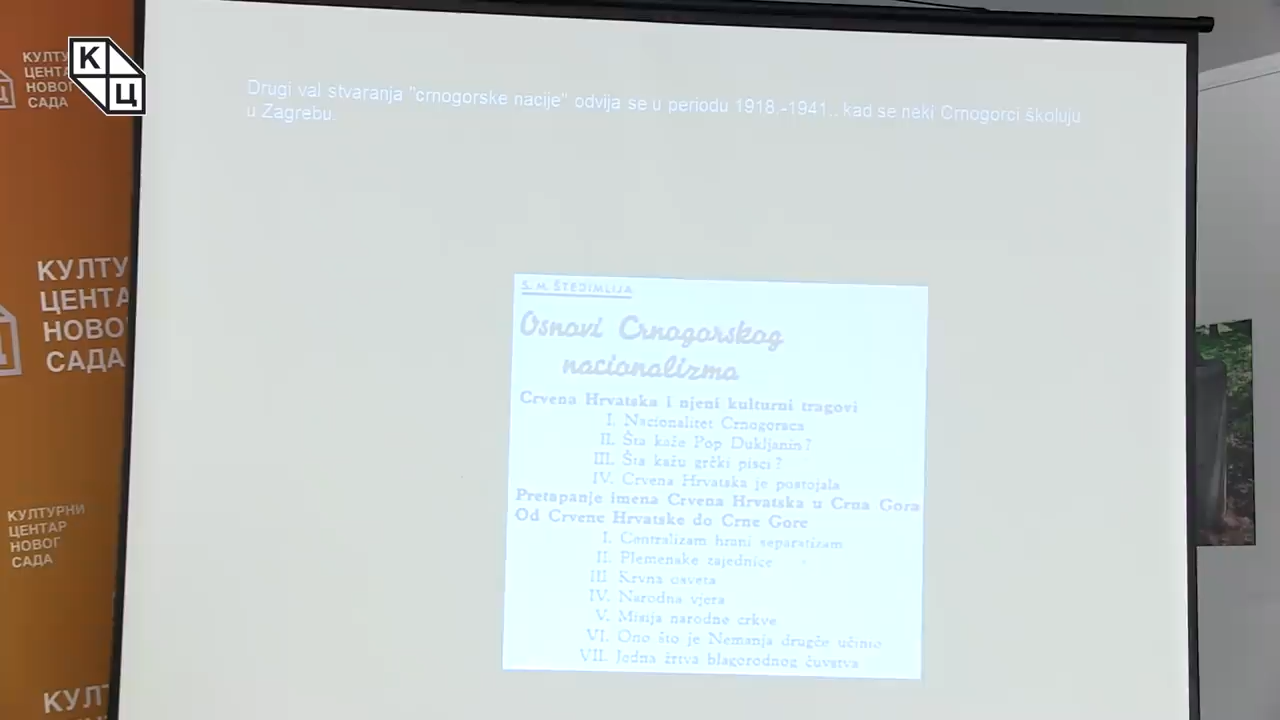 КУЛТУ
ЦЕНТА
НОВОГ
САДА
К
Ц
КУЛТУ
ЦЕНТА
НОВО
САДА
КУЛТУРНИ
ЦЕНТАР
НОВОГ
САДА
КУЛТ
Drugi val stvaranja "crnogorske nacije" odvija se u periodu 1918.-1941., kad se neki Crnogorci školuju
u Zagrebu.
S. M. ŠTEDIMLIJA
Osnovi Crnogorskog
nacionalizma
Crvena Hrvatska i njeni kulturni tragovi
I. Nacionalitet Crnogoraca
II. Šta kaže Pop Dukljanin?
III. Šta kažu grčki pisci?
IV. Crvena Hrvatska je postojala
Pretapanje imena Crvena Hrvatska u Crna Gora
Od Crvene Hrvatske do Crne Gore
I. Centralizam hrani separatizam
II. Plemenske zajednice
III. Krvna osveta
IV. Narodna vjera
V. Misija narodne crkve
VI. Ono što je Nemanja drugče učinio
VII. Jedna žrtva blagorodnog čuvstva